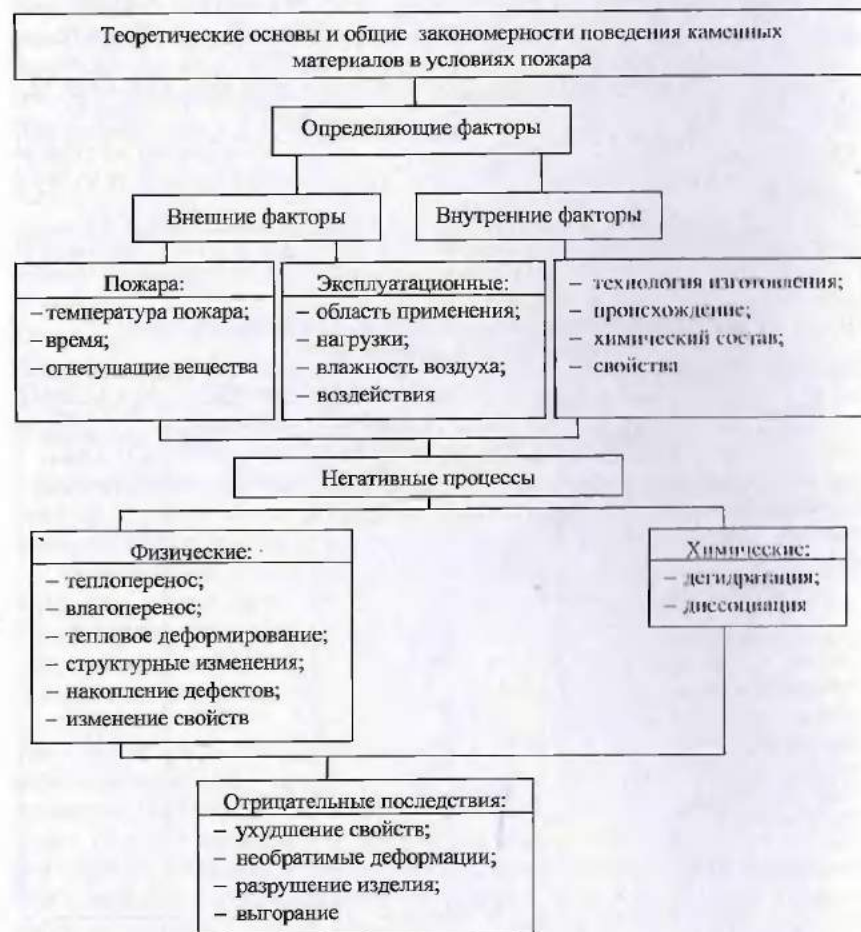 Теоретические основы и общие закономерности поведения каменных
материалов в условиях пожара
Определяющие факторы
Внешние факторы
Внутренние факторы
Пожара:
– температура пожара;
– время;
– огнетушащие вещества
Эксплуатационные:
– область применения;
– нагрузки;
– влажность воздуха;
– воздействия
– технология изготовления;
– происхождение;
– химический состав;
– свойства
Негативные процессы
Физические:
– теплоперенос;
– влагоперенос;
– тепловое деформирование;
– структурные изменения;
– накопление дефектов;
– изменение свойств
Химические:
– дегидратация;
– диссоциация
Отрицательные последствия:
– ухудшение свойств;
– необратимые деформации;
– разрушение изделия;
– выгорание